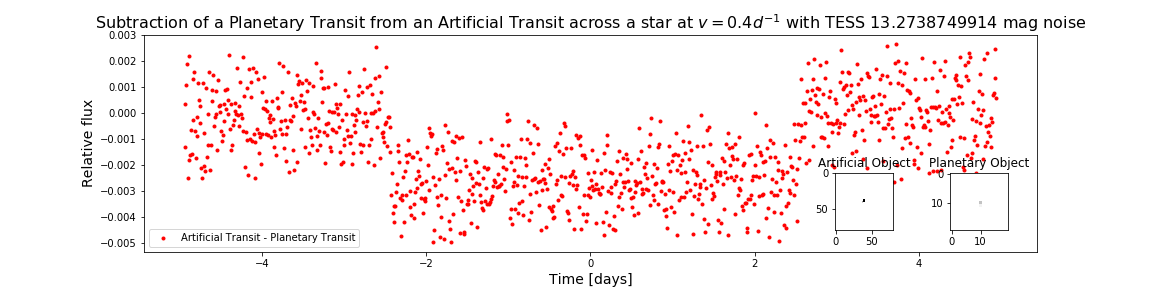 Subtraction of a Planetary Transit from an Artificial Transit across a star at v = 0.4d⁻¹ with TESS 13.2738749914 mag noise
Relative flux
0.003
0.002
0.001
0.000
−0.001
−0.002
−0.003
−0.004
−0.005
Artificial Transit - Planetary Transit
Artificial Object
0
50
0 50
Planetary Object
0
10
0 10
−4 −2 0 2 4
Time [days]